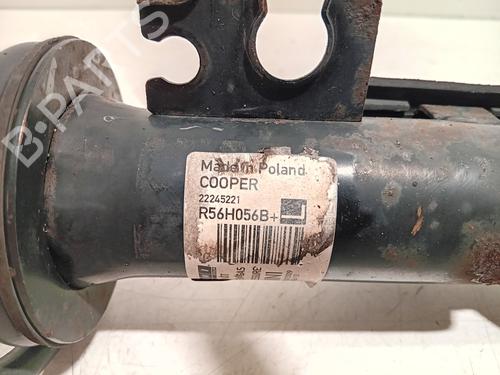 B-PARTS
Made in Poland
COOPER
22245221
R56H056B+ L